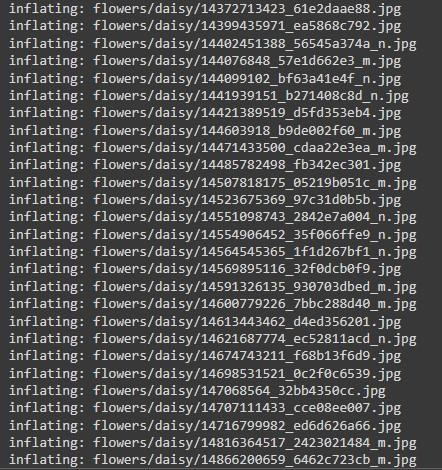 inflating: flowers/daisy/14372713423_61e2daae88.jpg
inflating: flowers/daisy/14399435971_ea5868c792.jpg
inflating: flowers/daisy/14402451388_56545a374a_n.jpg
inflating: flowers/daisy/144076848_57e1d662e3_m.jpg
inflating: flowers/daisy/144099102_bf63a41e4f_n.jpg
inflating: flowers/daisy/1441939151_b271408c8d_n.jpg
inflating: flowers/daisy/14421389519_d5fd353eb4.jpg
inflating: flowers/daisy/144603918_b9de002f60_m.jpg
inflating: flowers/daisy/14471433500_cdaa22e3ea_m.jpg
inflating: flowers/daisy/14485782498_fb342ec301.jpg
inflating: flowers/daisy/14507818175_05219b051c_m.jpg
inflating: flowers/daisy/14523675369_97c31d0b5b.jpg
inflating: flowers/daisy/14551098743_2842e7a004_n.jpg
inflating: flowers/daisy/14554906452_35f066ffe9_n.jpg
inflating: flowers/daisy/14564545365_1f1d267bf1_n.jpg
inflating: flowers/daisy/14569895116_32f0dcb0f9.jpg
inflating: flowers/daisy/14591326135_930703dbed_m.jpg
inflating: flowers/daisy/14600779226_7bbc288d40_m.jpg
inflating: flowers/daisy/14613443462_d4ed356201.jpg
inflating: flowers/daisy/14621687774_ec52811acd_n.jpg
inflating: flowers/daisy/14674743211_f68b13f6d9.jpg
inflating: flowers/daisy/14698531521_0c2f0c6539.jpg
inflating: flowers/daisy/147068564_32bb4350cc.jpg
inflating: flowers/daisy/14707111433_cce08ee007.jpg
inflating: flowers/daisy/14716799982_ed6d626a66.jpg
inflating: flowers/daisy/14816364517_2423021484_m.jpg
inflating: flowers/daisy/14866200659_6462c723cb_m.jpg